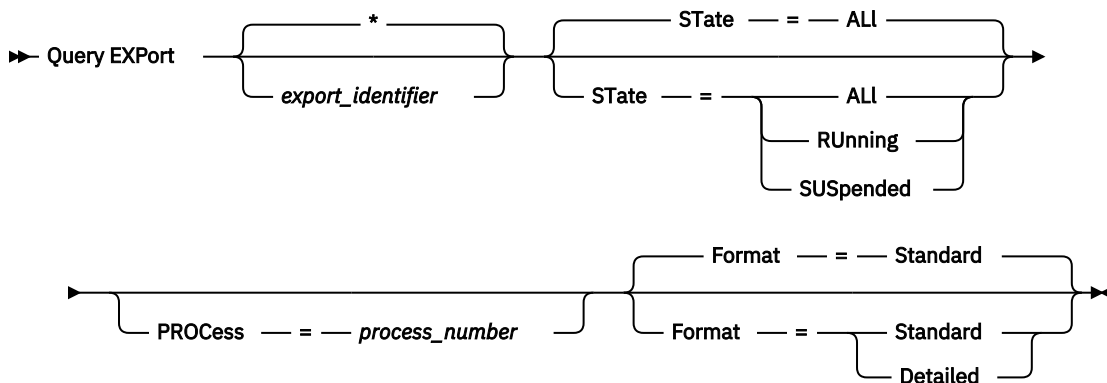 * STate = ALl
Query EXPort
export_identifier STate = ALl
RUnning
SUSpended
Format = Standard
PROCess = process_number Format = Standard
Detailed